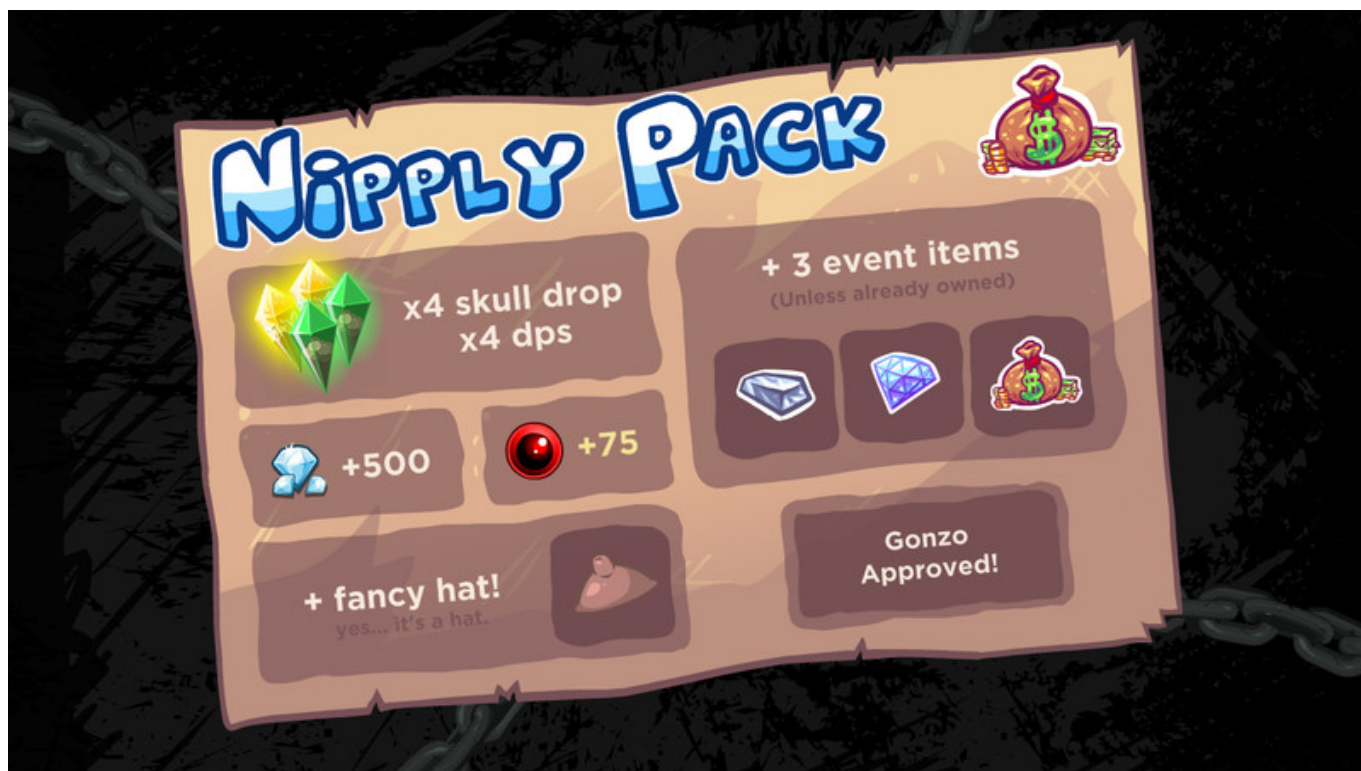 NiPPLY PACK
x4 skull drop
x4 dps
+500
+75
+ fancy hat!
yes... it's a hat.
+ 3 event items
(Unless already owned)
$
$
Gonzo
Approved!